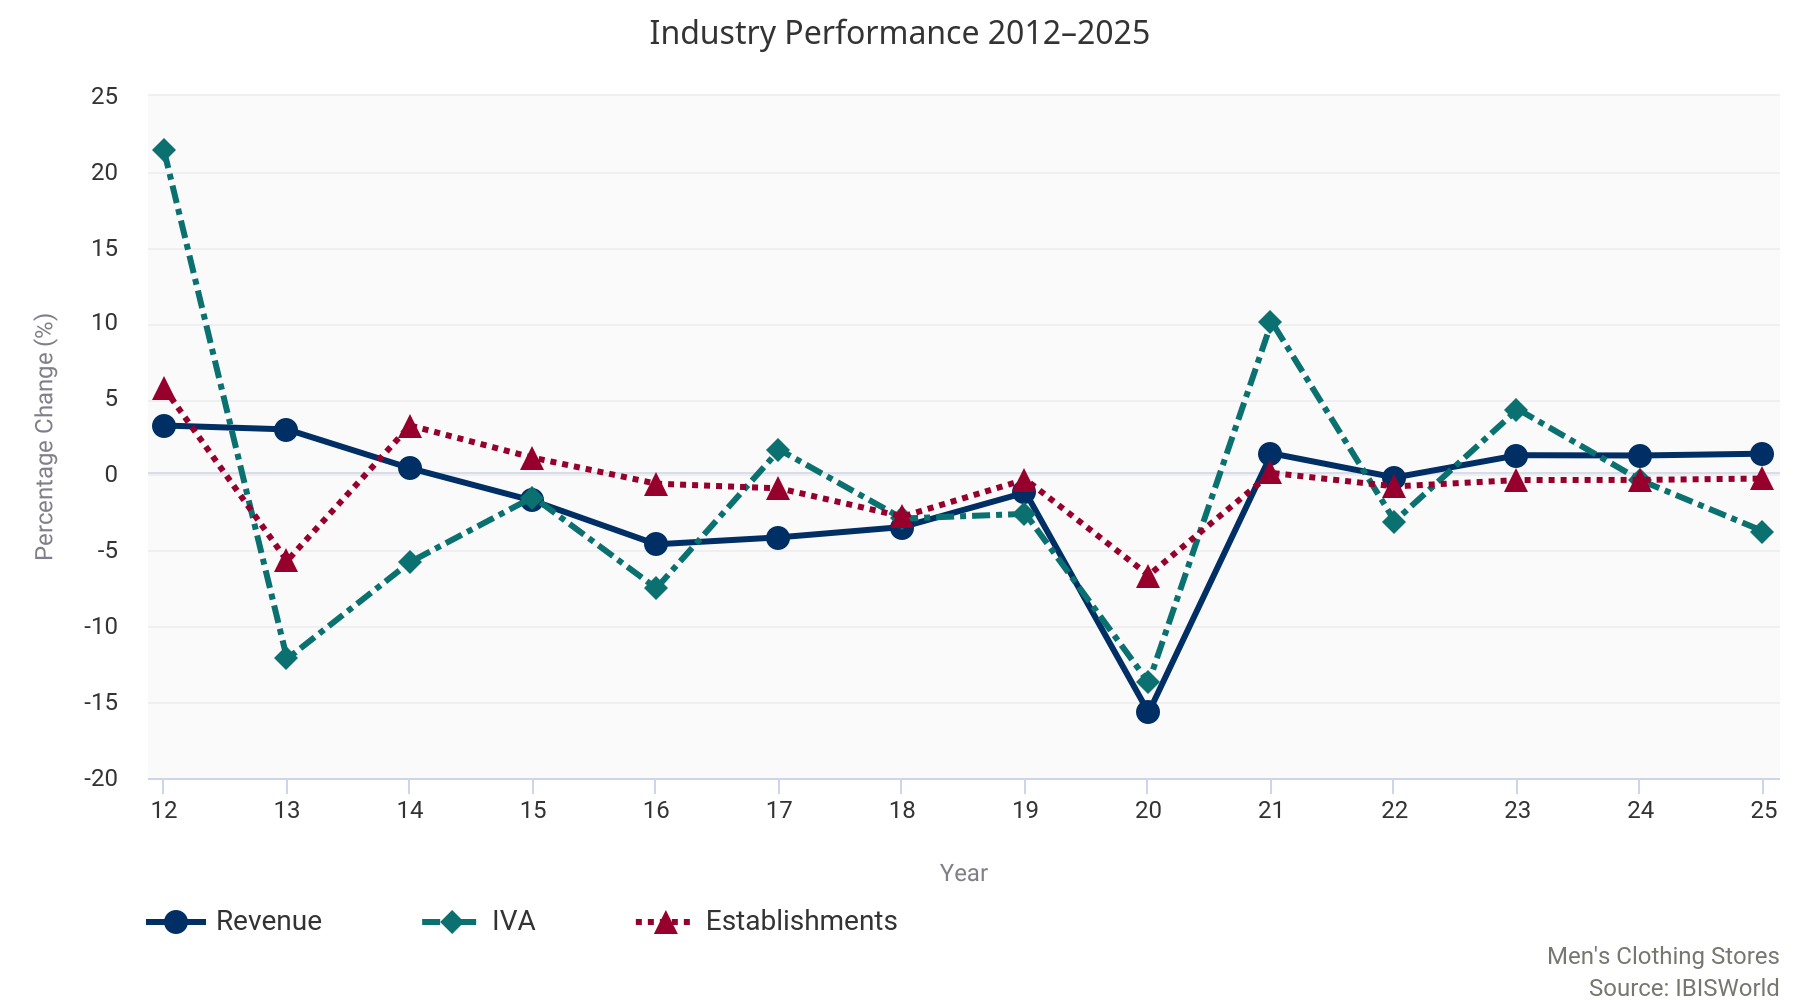 Industry Performance 2012–2025
Percentage Change (%)
25
20
15
10
5
0
-5
-10
-15
-20
12 13 14 15 16 17 18 19 20 21 22 23 24 25
Year
Revenue IVA Establishments
Men's Clothing Stores
Source: IBISWorld